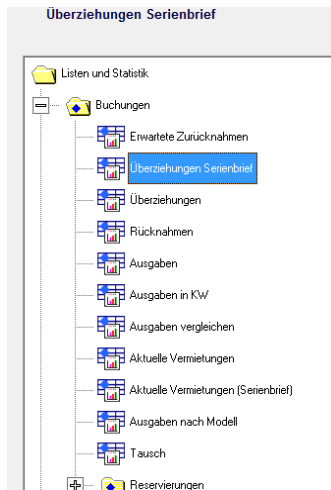 Überziehungen Serienbrief
Listen und Statistik
Buchungen
Erwartete Zurücknahmen
Überziehungen Serienbrief
Überziehungen
Rücknahmen
Ausgaben
Ausgaben in KW
Ausgaben vergleichen
Aktuelle Vermietungen
Aktuelle Vermietungen (Serienbrief)
Ausgaben nach Modell
Tausch
Reservierungen